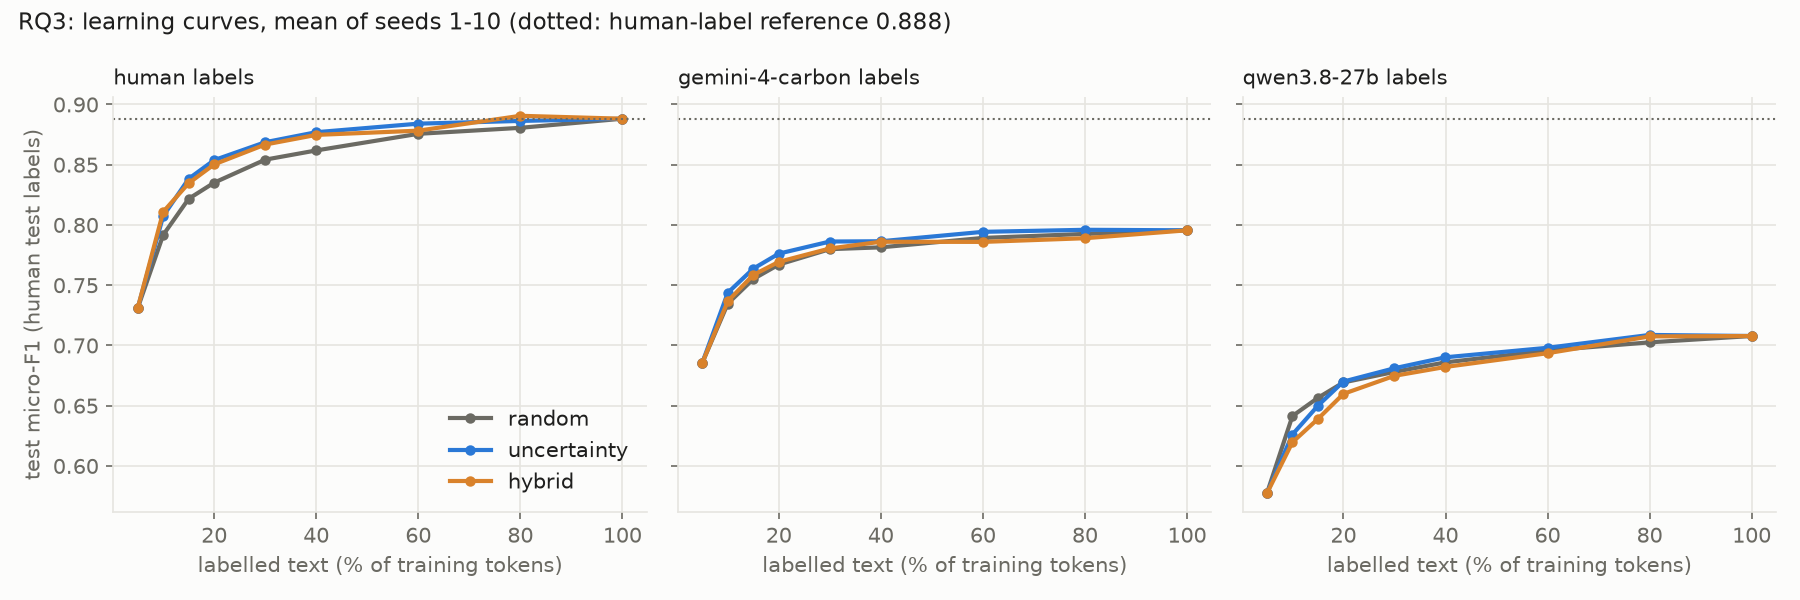 RQ3: learning curves, mean of seeds 1-10 (dotted: human-label reference 0.888)
human labels
gemini-4-carbon labels
qwen3.8-27b labels
test micro-F1 (human test labels)
0.90
0.85
0.80
0.75
0.70
0.65
0.60
random
uncertainty
hybrid
20 40 60 80 100
20 40 60 80 100
20 40 60 80 100
labelled text (% of training tokens)
labelled text (% of training tokens)
labelled text (% of training tokens)